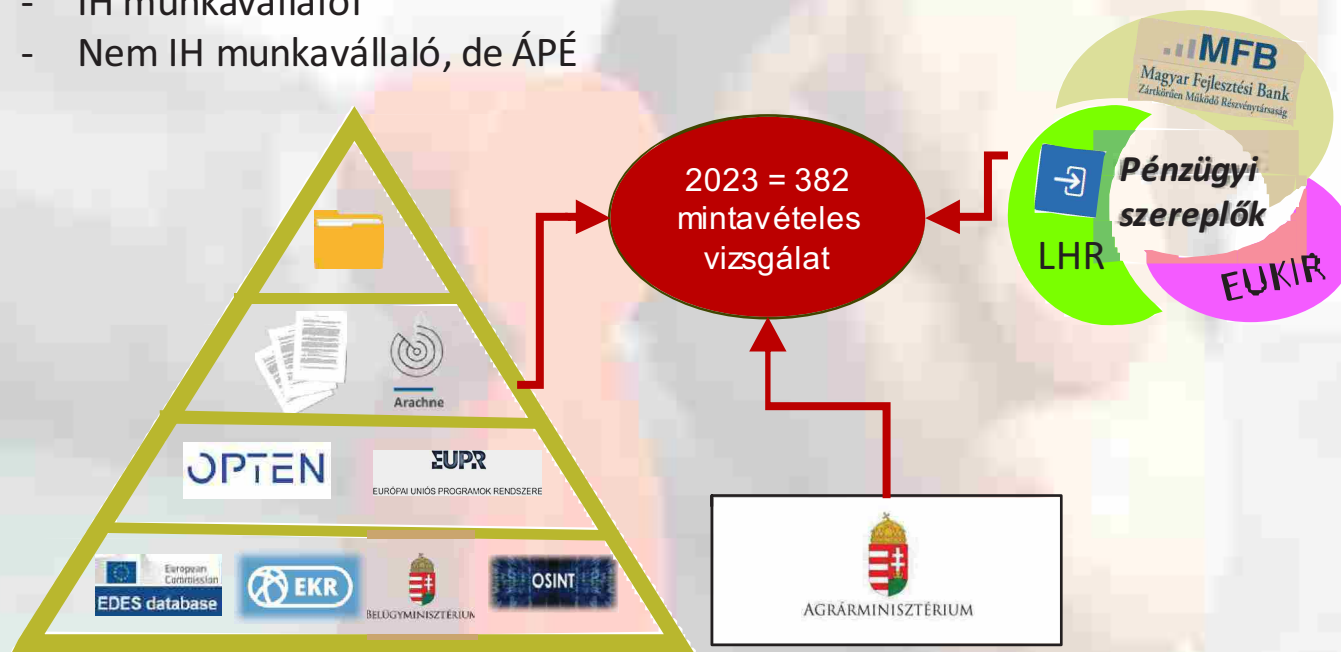 - IH munkavállalói
- Nem IH munkavállaló, de ÁPÉ
2023 = 382
mintavételes
vizsgálat
MFB
Magyar Fejlesztési Bank
Zártkörűen Működő Részvénytársaság
Pénzügyi
szereplők
LHR
EUKIR
Arachne
OPTEN
EUPR
EURÓPAI UNIÓS PROGRAMOK RENDSZERE
European
Commission
EDES database
EKR
BELÜGYMINISZTÉRIUM
OSINT
AGRÁRMINISZTÉRIUM